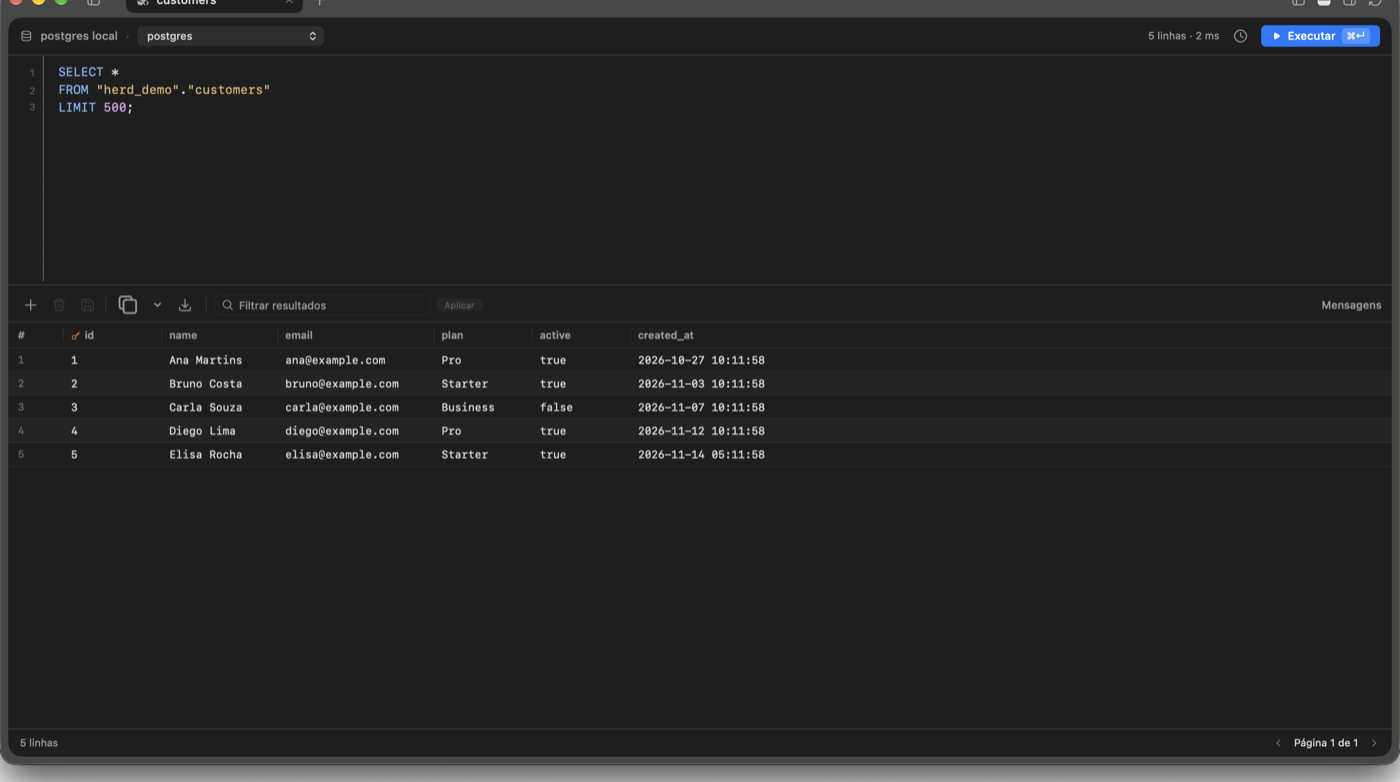 customers
postgres local · postgres 5 linhas · 2 ms Executar ⌘↵
1 SELECT *
2 FROM "herd_demo"."customers"
3 LIMIT 500;
Filtrar resultados Aplicar Mensagens
# id name email plan active created_at
1 1 Ana Martins ana@example.com Pro true 2026-10-27 10:11:58
2 2 Bruno Costa bruno@example.com Starter true 2026-11-03 10:11:58
3 3 Carla Souza carla@example.com Business false 2026-11-07 10:11:58
4 4 Diego Lima diego@example.com Pro true 2026-11-12 10:11:58
5 5 Elisa Rocha elisa@example.com Starter true 2026-11-14 05:11:58
5 linhas Página 1 de 1